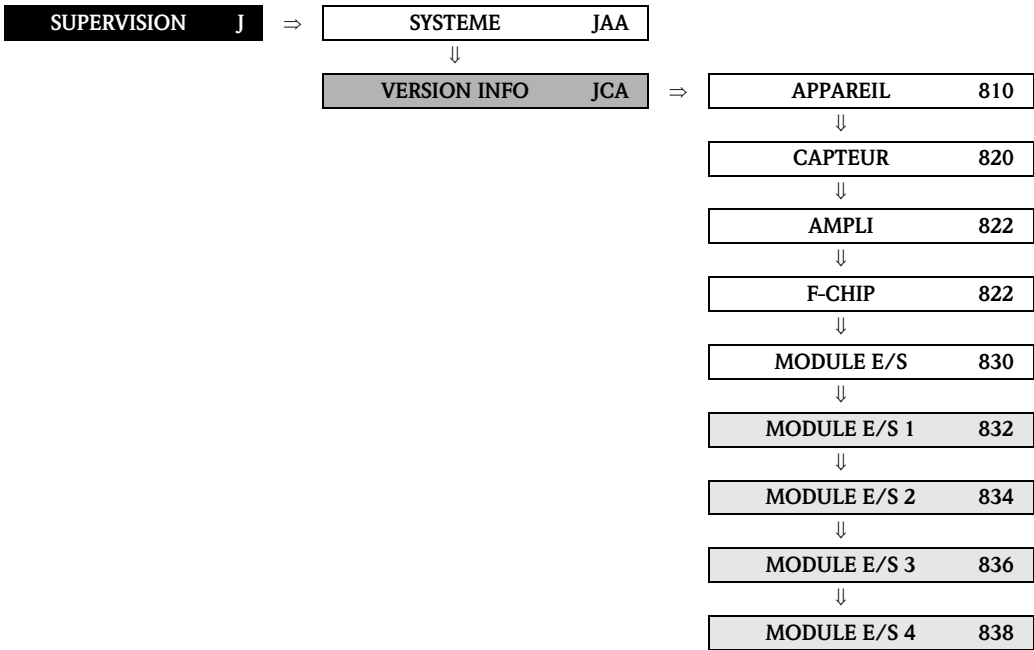 SUPERVISION J ⇒ SYSTEME JAA
⇓
VERSION INFO JCA ⇒ APPAREIL 810
⇓
CAPTEUR 820
⇓
AMPLI 822
⇓
F-CHIP 822
⇓
MODULE E/S 830
⇓
MODULE E/S 1 832
⇓
MODULE E/S 2 834
⇓
MODULE E/S 3 836
⇓
MODULE E/S 4 838